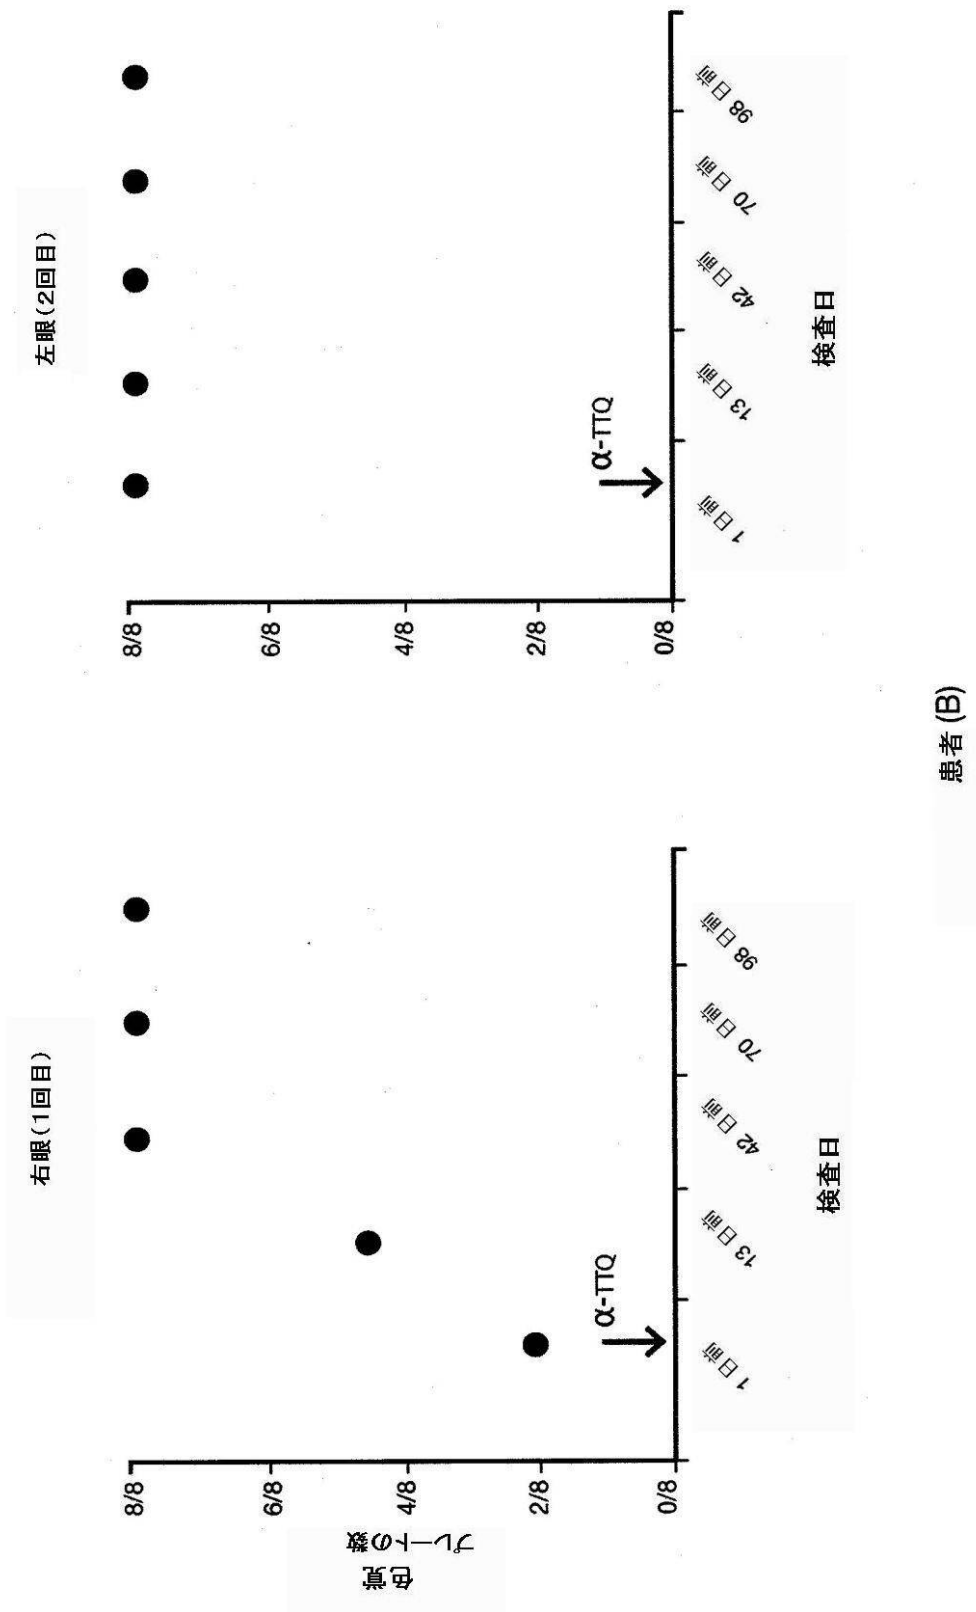 右眼(1回目)
色覚
プレートの数
8/8
6/8
4/8
2/8
0/8
α-TTQ
1日前
13日前
42日前
70日前
98日前
検査日
左眼(2回目)
8/8
6/8
4/8
2/8
0/8
α-TTQ
1日前
13日前
42日前
70日前
98日前
検査日
患者(B)